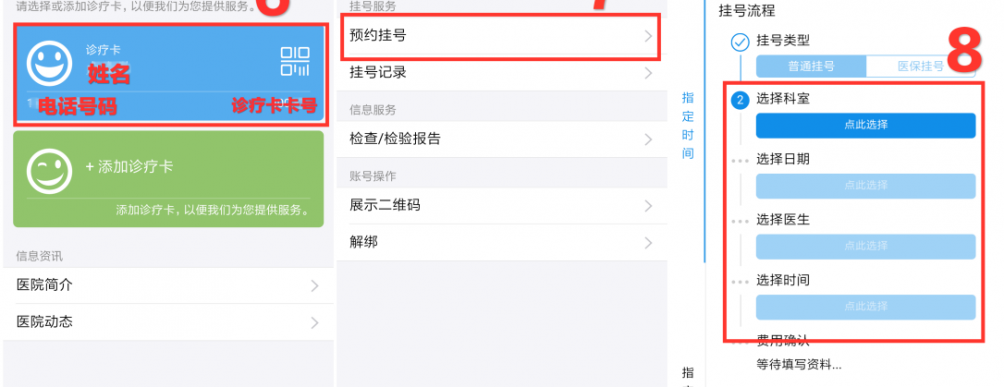 请选择或添加诊疗卡，以便我们为您提供服务。
诊疗卡
姓名
电话号码
诊疗卡卡号
+ 添加诊疗卡
添加诊疗卡，以便我们为您提供服务。
信息资讯
医院简介
医院动态
挂号服务
预约挂号
挂号记录
信息服务
检查/检验报告
账号操作
展示二维码
解绑
指定时间
指
挂号流程
8
挂号类型
普通挂号
医保挂号
2
选择科室
点此选择
选择日期
点此选择
选择医生
点此选择
选择时间
点此选择
费用确认
等待填写资料...